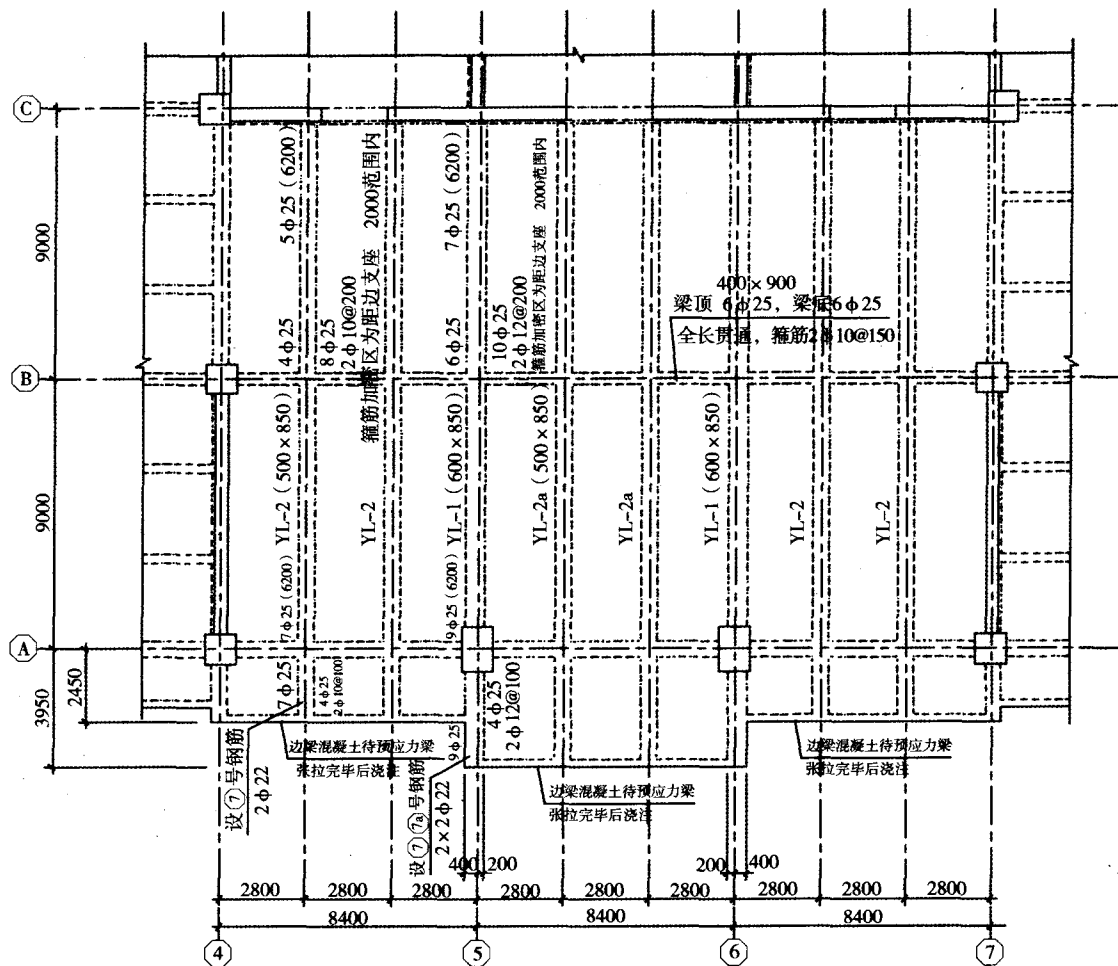 C
9000
B
9000
A
2450
3950
5ϕ25（6200）
4ϕ25
8ϕ25
2ϕ10@200
箍筋加密区为距边支座 2000范围内
7ϕ25（6200）
6ϕ25
10ϕ25
2ϕ12@200
箍筋加密区为距边支座 2000范围内
400×900
梁顶 6ϕ25，梁底6ϕ25
全长贯通，箍筋2ϕ10@150
YL-2（500×850）
YL-2
YL-1（600×850）
YL-2a（500×850）
YL-2a
YL-1（600×850）
YL-2
YL-2
7ϕ25（6200）
9ϕ25（6200）
7ϕ25
4ϕ25
2ϕ10@100
9ϕ25
4ϕ25
2ϕ12@100
设⑦号钢筋
2ϕ22
边梁混凝土待预应力梁
张拉完毕后浇注
设⑦7a号钢筋
2×2ϕ22
边梁混凝土待预应力梁
张拉完毕后浇注
边梁混凝土待预应力梁
张拉完毕后浇注
400 200
200 400
2800 2800 2800 2800 2800 2800 2800 2800 2800
8400 8400 8400
4 5 6 7